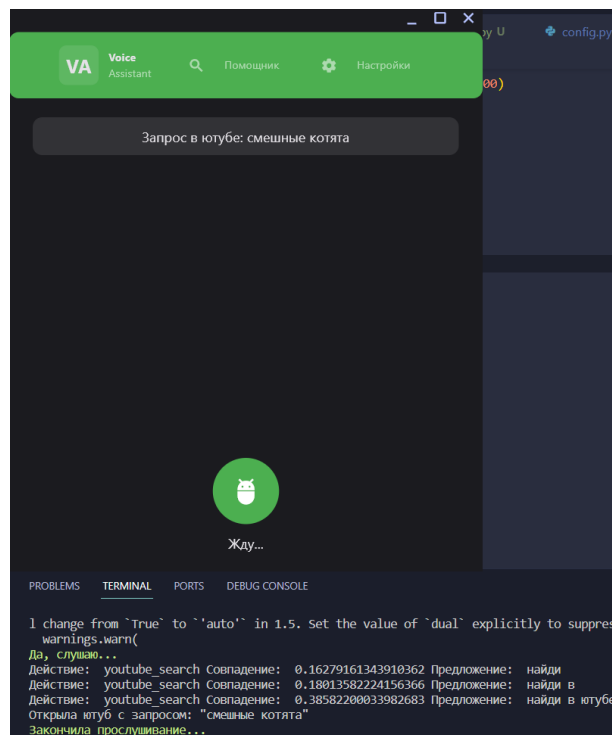 py U config.py
VA Voice Assistant Помощник Настройки
00)
Запрос в ютубе: смешные котята
Жду...
PROBLEMS TERMINAL PORTS DEBUG CONSOLE
l change from `True` to `'auto'` in 1.5. Set the value of `dual` explicitly to suppres
warnings.warn(
Да, слушаю...
Действие: youtube_search Совпадение: 0.16279161343910362 Предложение: найди
Действие: youtube_search Совпадение: 0.18013582224156366 Предложение: найди в
Действие: youtube_search Совпадение: 0.38582200033982683 Предложение: найди в ютубе
Открыла ютуб с запросом: "смешные котята"
Закончила прослушивание...